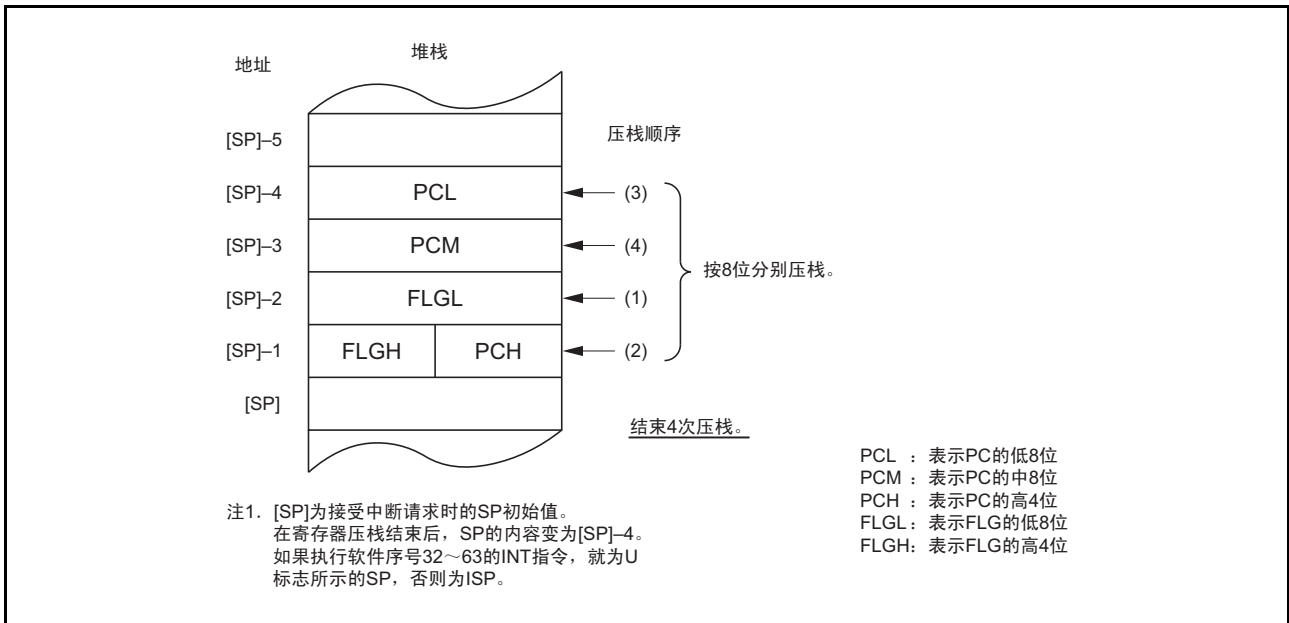 堆栈
地址
[SP]–5
压栈顺序
[SP]–4 PCL (3)
[SP]–3 PCM (4)
按8位分别压栈。
[SP]–2 FLGL (1)
[SP]–1 FLGH PCH (2)
[SP]
结束4次压栈。
PCL ：表示PC的低8位
PCM ：表示PC的中8位
PCH ：表示PC的高4位
FLGL：表示FLG的低8位
FLGH：表示FLG的高4位
注1. [SP]为接受中断请求时的SP初始值。
在寄存器压栈结束后，SP的内容变为[SP]–4。
如果执行软件序号32～63的INT指令，就为U
标志所示的SP，否则为ISP。